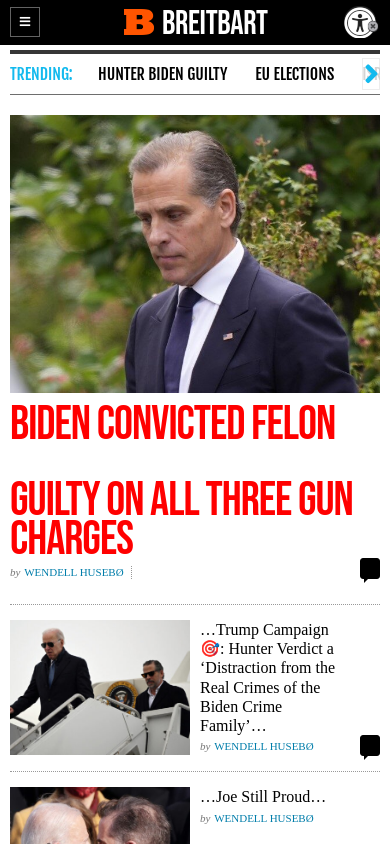 BREITBART
TRENDING: HUNTER BIDEN GUILTY EU ELECTIONS
BIDEN CONVICTED FELON
GUILTY ON ALL THREE GUN
CHARGES
by WENDELL HUSEBØ
…Trump Campaign
🎯: Hunter Verdict a
‘Distraction from the
Real Crimes of the
Biden Crime
Family’…
by WENDELL HUSEBØ
…Joe Still Proud…
by WENDELL HUSEBØ